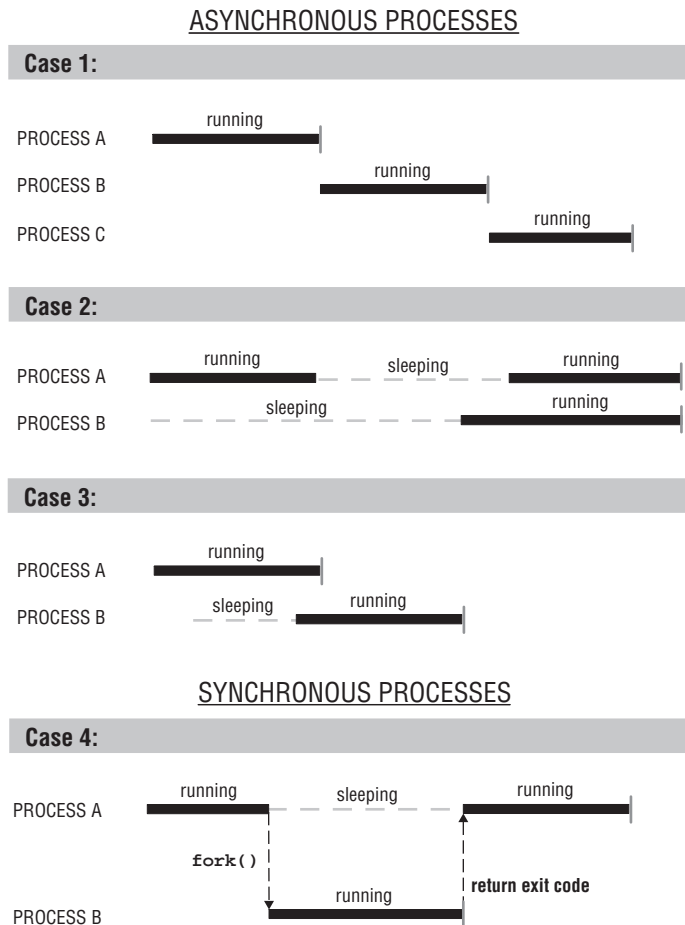 ASYNCHRONOUS PROCESSES
Case 1:
running
PROCESS A
running
PROCESS B
running
PROCESS C
Case 2:
running sleeping running
PROCESS A
sleeping running
PROCESS B
Case 3:
running
PROCESS A
sleeping running
PROCESS B
SYNCHRONOUS PROCESSES
Case 4:
running sleeping running
PROCESS A
fork()
running return exit code
PROCESS B